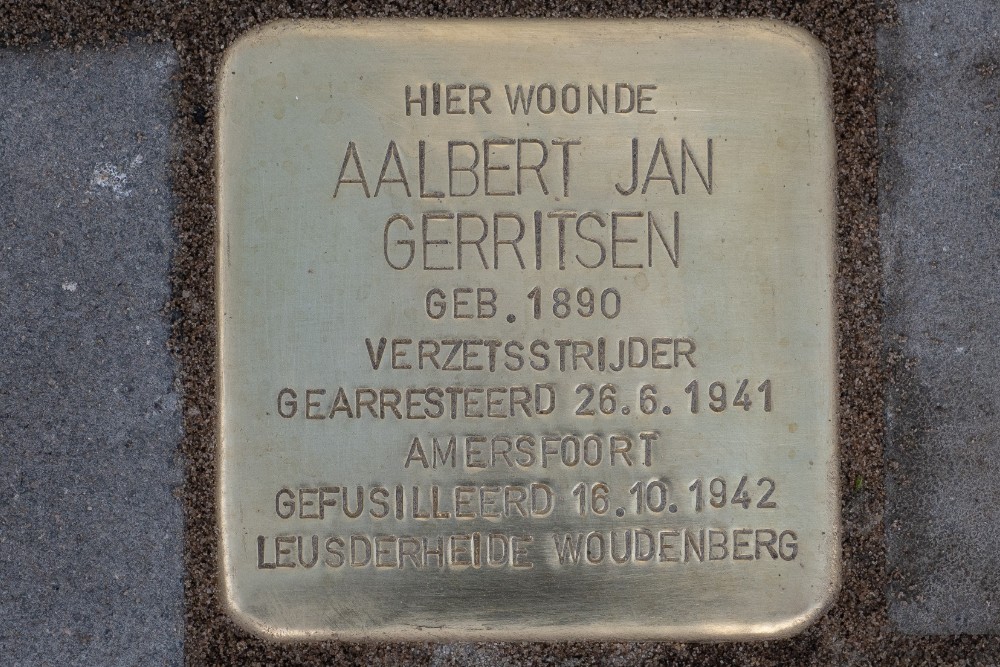 HIER WOONDE
AALBERT JAN
GERRITSEN
GEB. 1890
VERZETSSTRIJDER
GEARRESTEERD 26.6.1941
AMERSFOORT
GEFUSILLEERD 16.10.1942
LEUSDERHEIDE WOUDENBERG